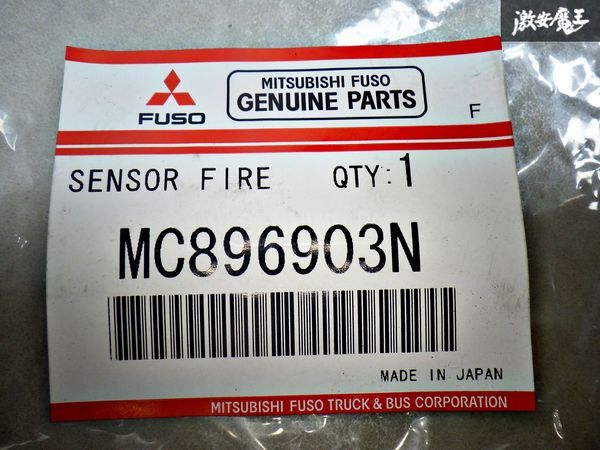 激安魔王
MITSUBISHI FUSO
GENUINE PARTS
FUSO
F
SENSOR FIRE QTY:1
MC896903N
MADE IN JAPAN
MITSUBISHI FUSO TRUCK & BUS CORPORATION